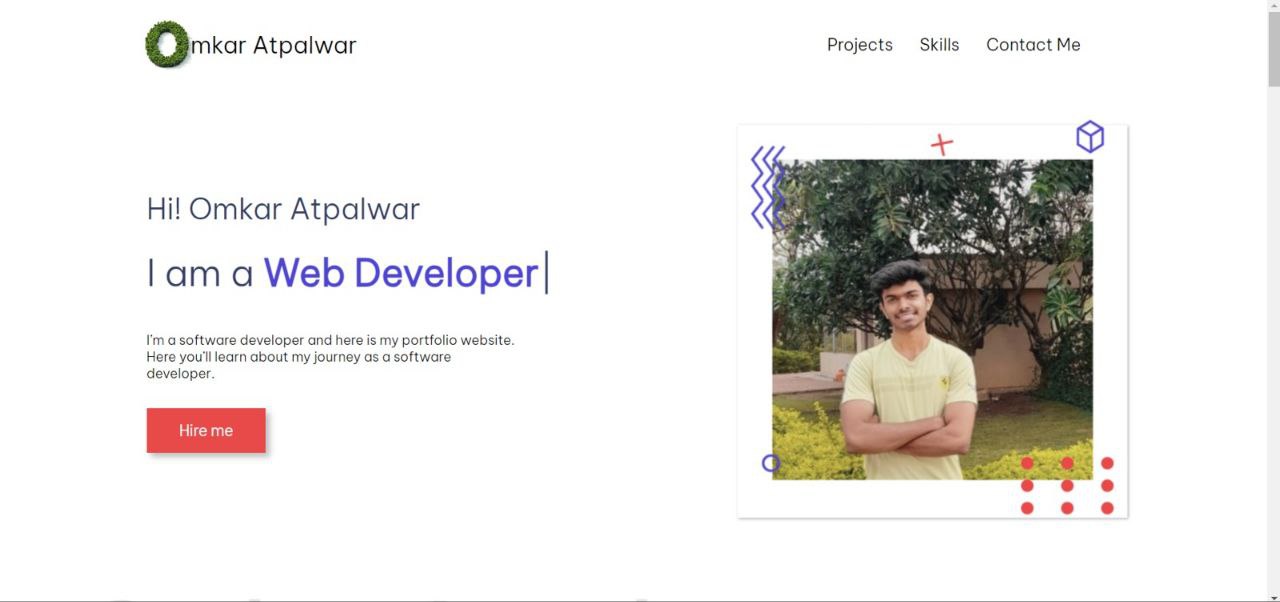 Omkar Atpalwar
Projects Skills Contact Me
Hi! Omkar Atpalwar
I am a Web Developer
I'm a software developer and here is my portfolio website.
Here you'll learn about my journey as a software
developer.
Hire me